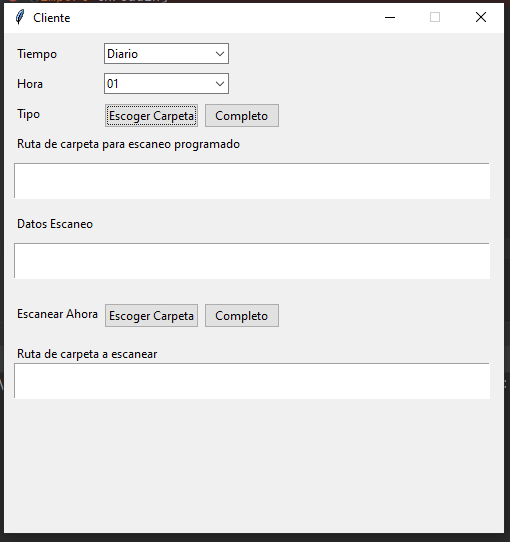 Cliente
Tiempo Diario
Hora 01
Tipo Escoger Carpeta Completo
Ruta de carpeta para escaneo programado
Datos Escaneo
Escanear Ahora Escoger Carpeta Completo
Ruta de carpeta a escanear